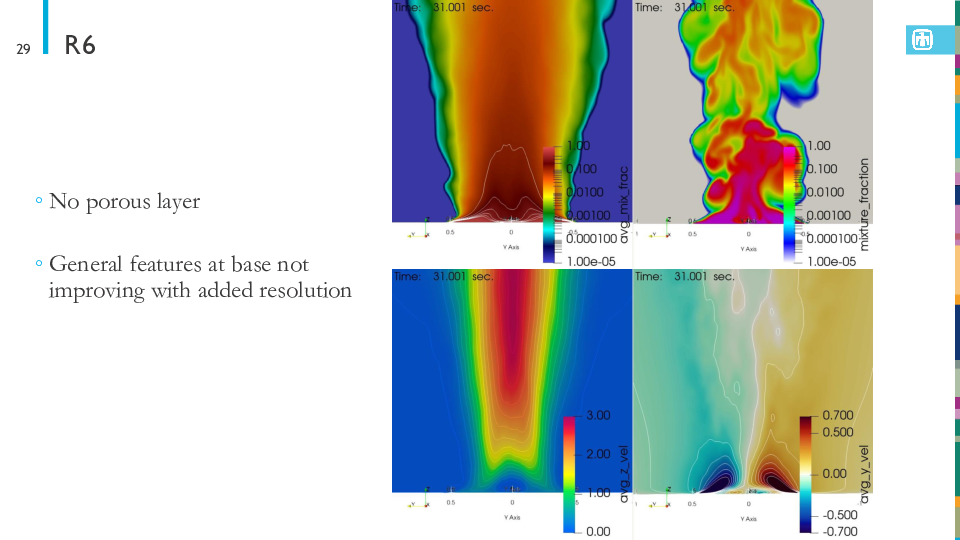 29
R6
No porous layer
General features at base not
improving with added resolution
Time: 31.001 sec.
1.00
0.100
0.0100
0.00100
0.000100
1.00e-05
avg_mix_frac
0.5
0
Y Axis
Time: 31.001 sec.
1.00
0.100
0.0100
0.00100
0.000100
1.00e-05
mixture_fraction
0.5
0
Y Axis
Time: 31.001 sec.
3.00
2.00
1.00
0.00
avg_z_vel
0.5
0
Y Axis
Time: 31.001 sec.
0.700
0.500
0.00
-0.500
-0.700
avg_y_vel
0.5
0
Y Axis